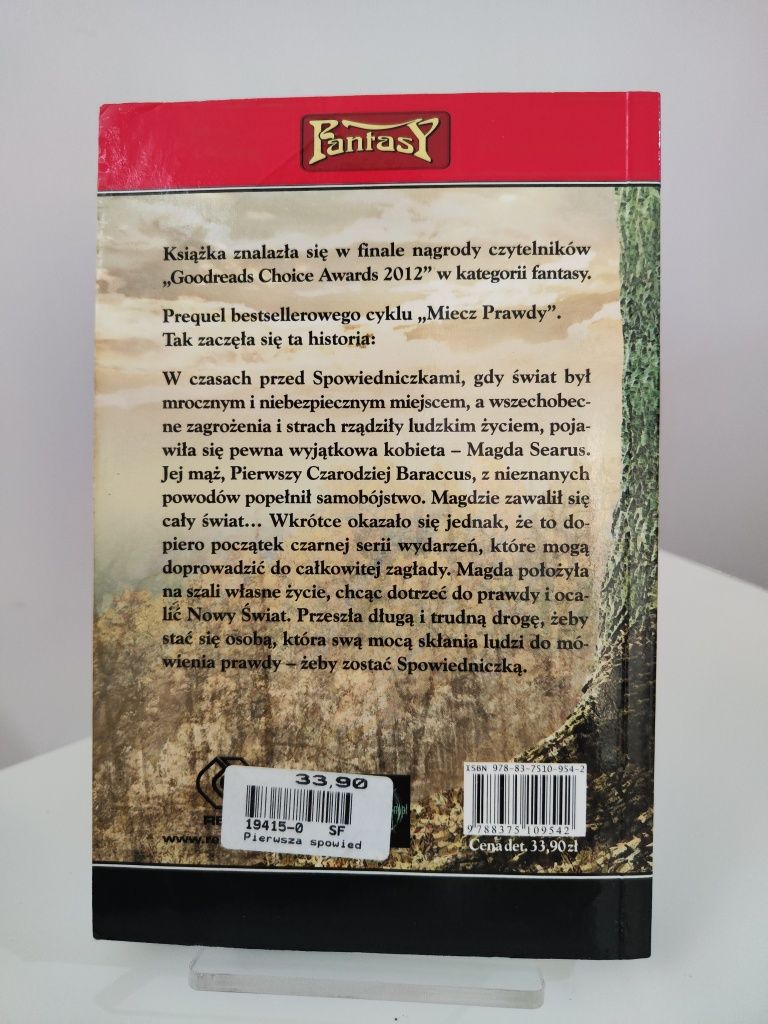 Fantasy
Książka znalazła się w finale nagrody czytelników
„Goodreads Choice Awards 2012” w kategorii fantasy.
Prequel bestsellerowego cyklu „Miecz Prawdy”.
Tak zaczęła się ta historia:
W czasach przed Spowiedniczkami, gdy świat był
mrocznym i niebezpiecznym miejscem, a wszechobec-
ne zagrożenia i strach rządziły ludzkim życiem, poja-
wiła się pewna wyjątkowa kobieta – Magda Searus.
Jej mąż, Pierwszy Czarodziej Baraccus, z nieznanych
powodów popełnił samobójstwo. Magdzie zawalił się
cały świat... Wkrótce okazało się jednak, że to do-
piero początek czarnej serii wydarzeń, które mogą
doprowadzić do całkowitej zagłady. Magda położyła
na szali własne życie, chcąc dotrzeć do prawdy i oca-
lić Nowy Świat. Przeszła długą i trudną drogę, żeby
stać się osobą, która swą mocą skłania ludzi do mó-
wienia prawdy – żeby zostać Spowiedniczką.
33,90
19415-0 SF
Pierwsza spowied
ISBN 978-83-7510-954-2
9788375109542
Cena det. 33,90 zł